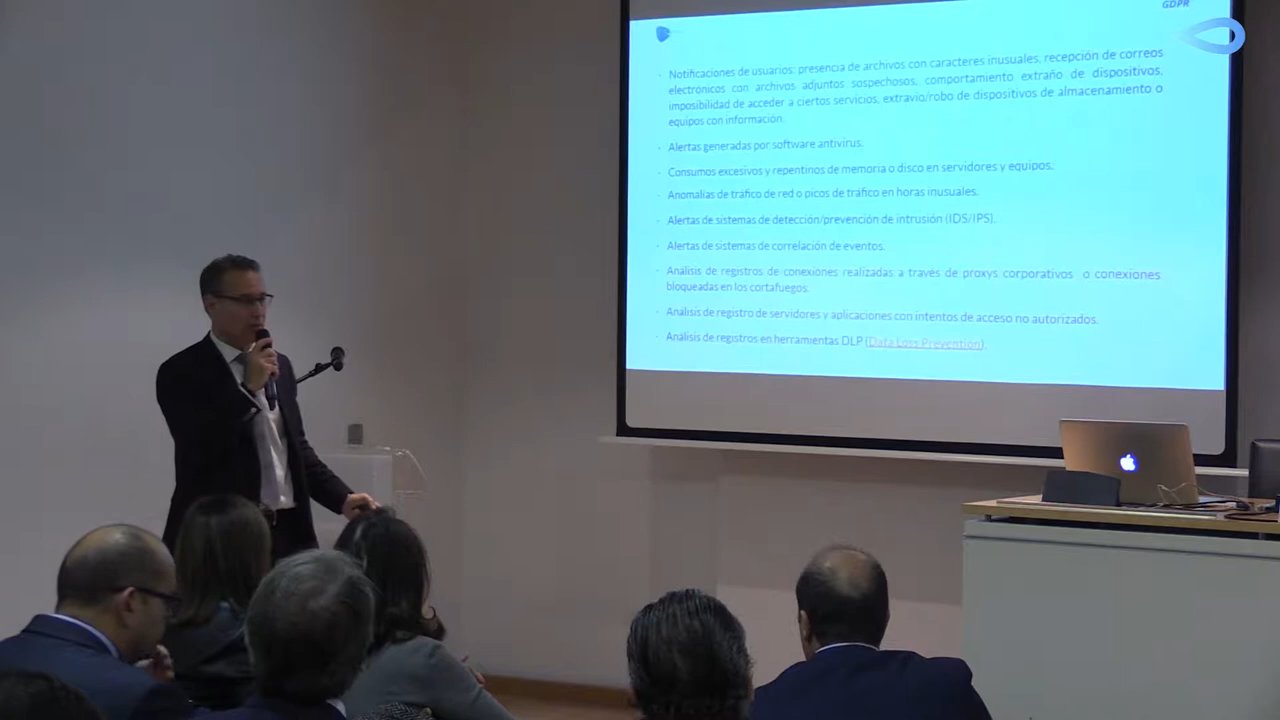 GDPR
· Notificaciones de usuarios: presencia de archivos con caracteres inusuales, recepción de correos
electrónicos con archivos adjuntos sospechosos, comportamiento extraño de dispositivos,
imposibilidad de acceder a ciertos servicios, extravío/robo de dispositivos de almacenamiento o
equipos con información.
· Alertas generadas por software antivirus.
· Consumos excesivos y repentinos de memoria o disco en servidores y equipos.
· Anomalías de tráfico de red o picos de tráfico en horas inusuales.
· Alertas de sistemas de detección/prevención de intrusión (IDS/IPS).
· Alertas de sistemas de correlación de eventos.
· Análisis de registros de conexiones realizadas a través de proxys corporativos o conexiones
bloqueadas en los cortafuegos.
· Análisis de registro de servidores y aplicaciones con intentos de acceso no autorizados.
· Análisis de registros en herramientas DLP (Data Loss Prevention)